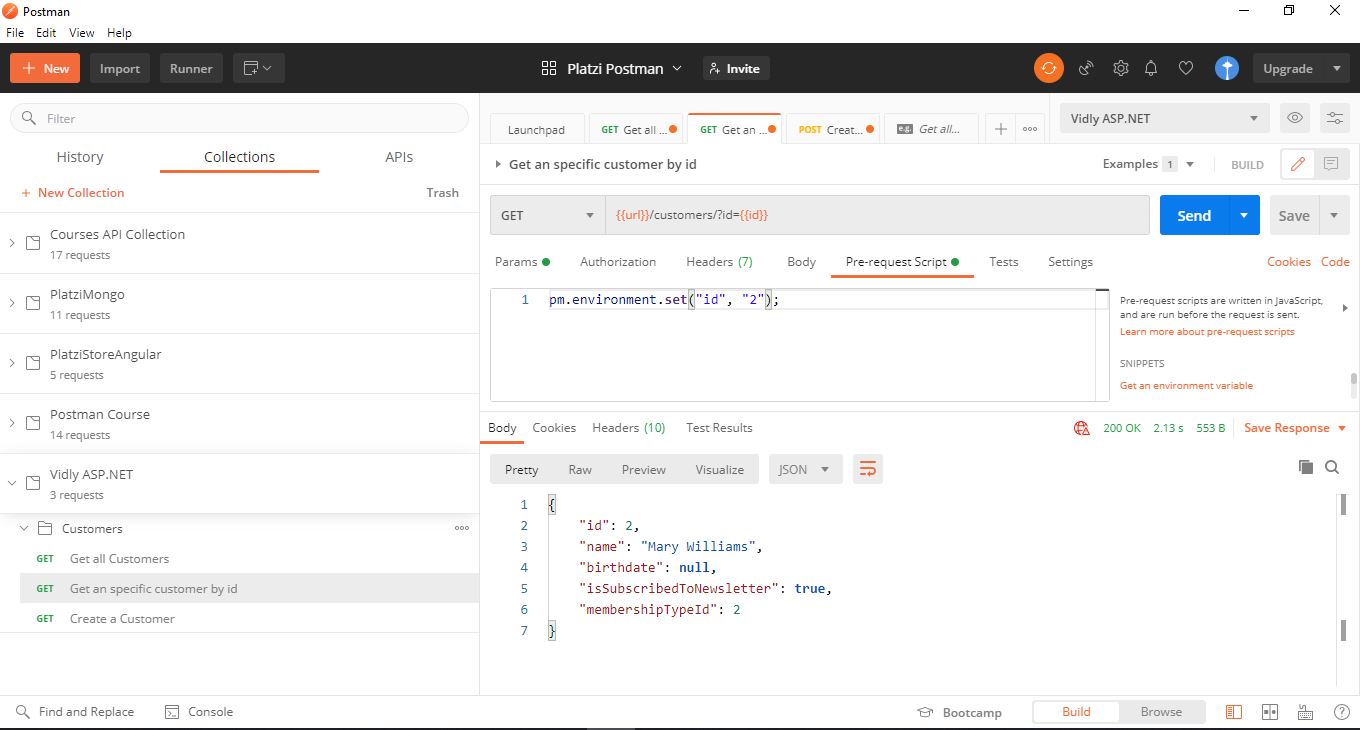 Postman
File Edit View Help
+ New Import Runner Platzi Postman Invite Upgrade
Filter
History Collections APIs
+ New Collection Trash
Courses API Collection
17 requests
PlatziMongo
11 requests
PlatziStoreAngular
5 requests
Postman Course
14 requests
Vidly ASP.NET
3 requests
Customers
GET Get all Customers
GET Get an specific customer by id
GET Create a Customer
Launchpad GET Get all ... GET Get an ... POST Creat... e.g. Get all... Vidly ASP.NET
Get an specific customer by id Examples 1 BUILD
GET {{url}}/customers/?id={{id}} Send Save
Params Authorization Headers (7) Body Pre-request Script Tests Settings Cookies Code
1 pm.environment.set("id", "2");
Pre-request scripts are written in JavaScript,
and are run before the request is sent.
Learn more about pre-request scripts
SNIPPETS
Get an environment variable
Body Cookies Headers (10) Test Results 200 OK 2.13 s 553 B Save Response
Pretty Raw Preview Visualize JSON
1 {
2 "id": 2,
3 "name": "Mary Williams",
4 "birthdate": null,
5 "isSubscribedToNewsletter": true,
6 "membershipTypeId": 2
7 }
Find and Replace Console Bootcamp Build Browse